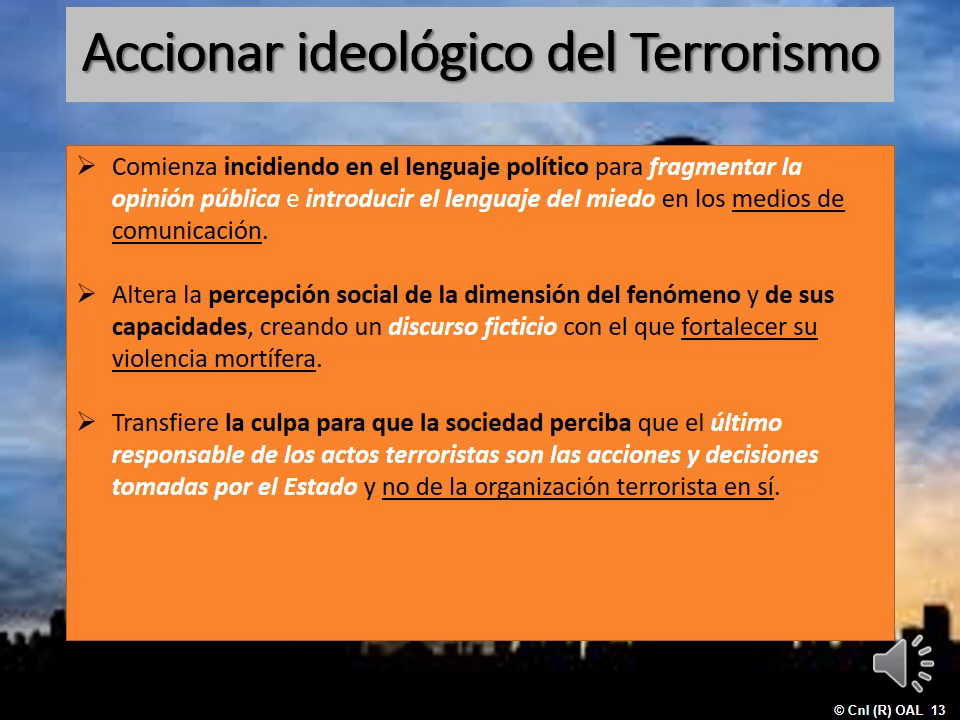 Accionar ideológico del Terrorismo
➢ Comienza incidiendo en el lenguaje político para fragmentar la
opinión pública e introducir el lenguaje del miedo en los medios de
comunicación.
➢ Altera la percepción social de la dimensión del fenómeno y de sus
capacidades, creando un discurso ficticio con el que fortalecer su
violencia mortífera.
➢ Transfiere la culpa para que la sociedad perciba que el último
responsable de los actos terroristas son las acciones y decisiones
tomadas por el Estado y no de la organización terrorista en sí.
© Cnl (R) OAL 13